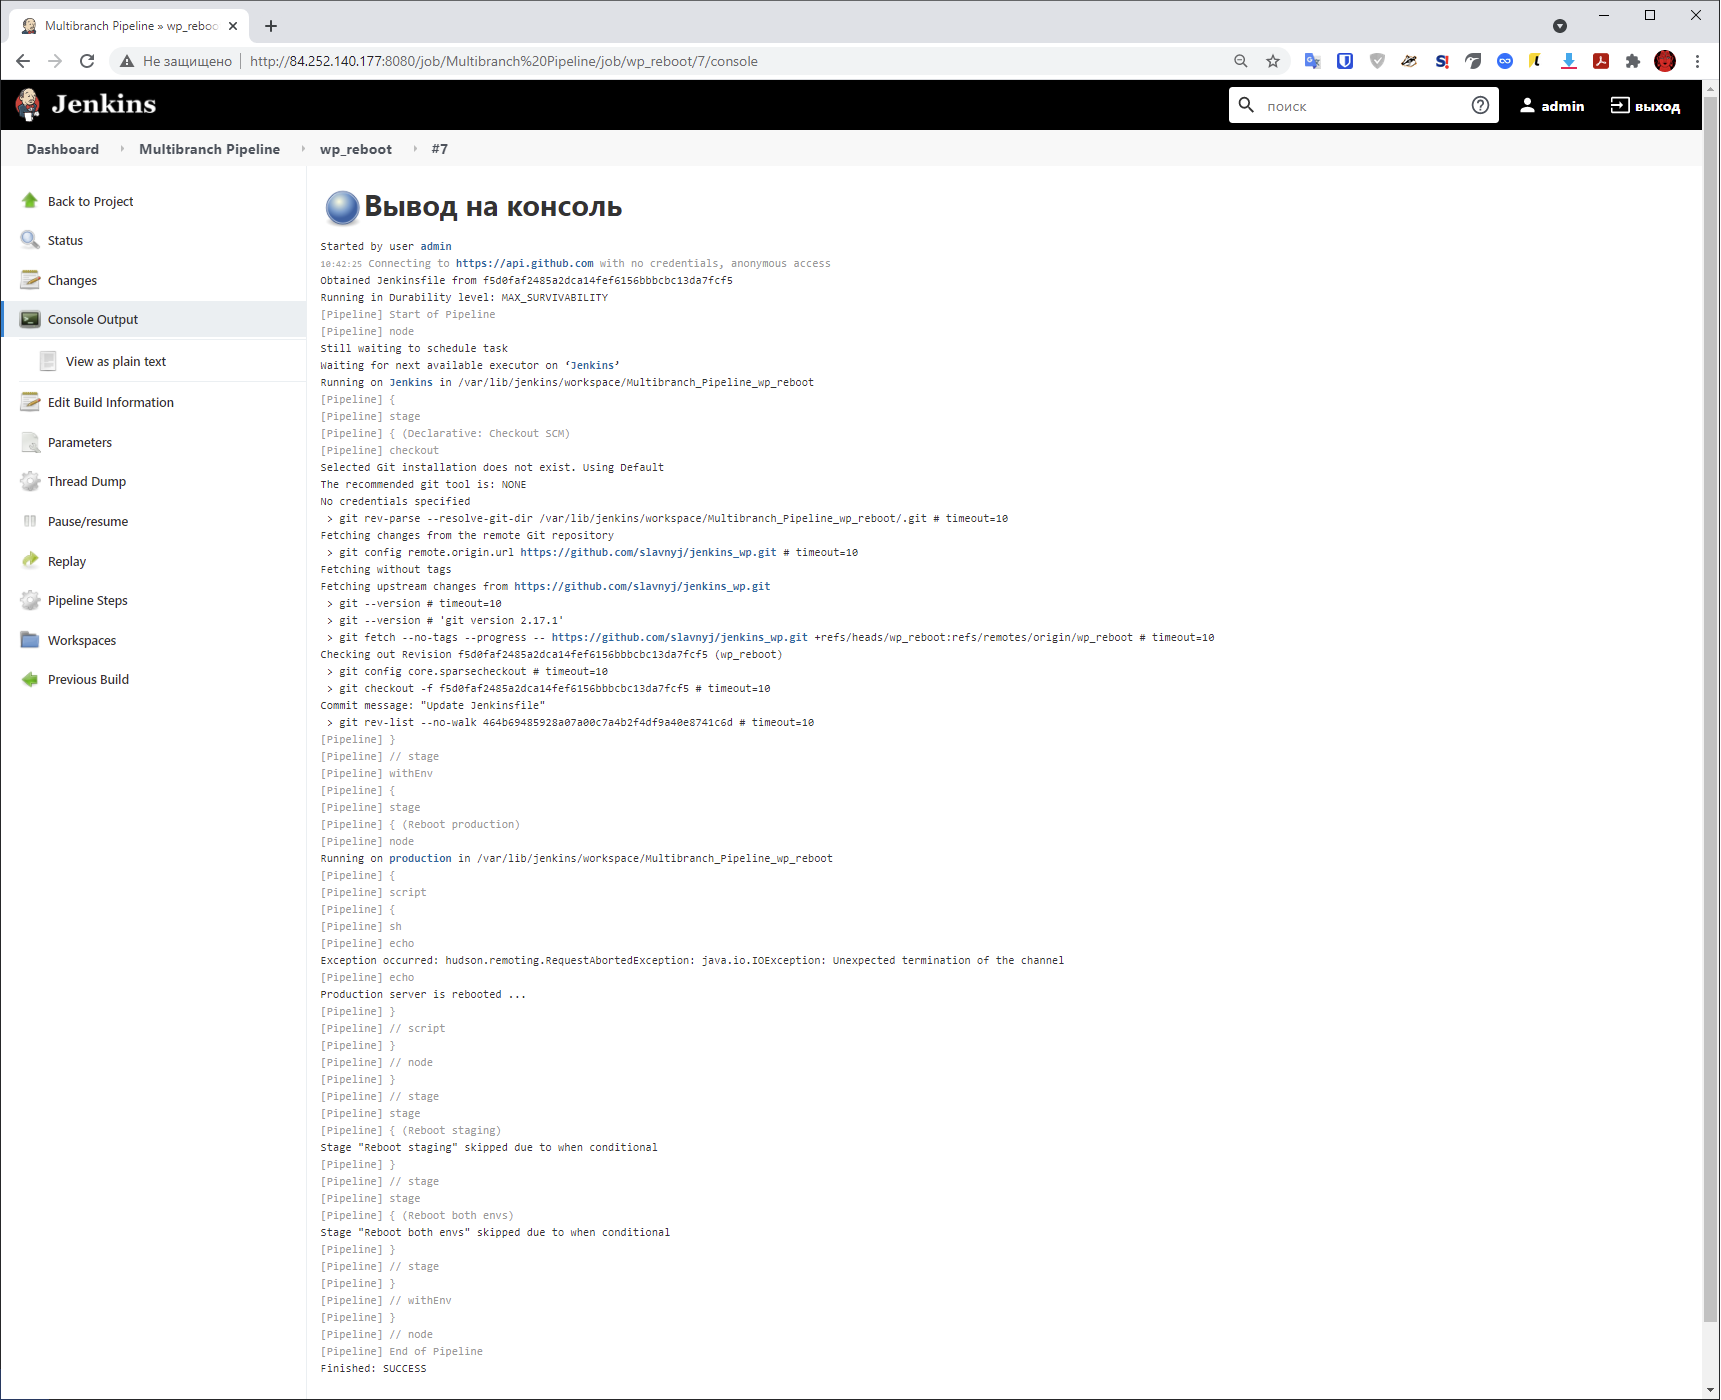 Multibranch Pipeline » wp_reboo
Не защищено
http://84.252.140.177:8080/job/Multibranch%20Pipeline/job/wp_reboot/7/console
Jenkins
поиск
admin
выход
Dashboard
Multibranch Pipeline
wp_reboot
#7
Back to Project
Status
Changes
Console Output
View as plain text
Edit Build Information
Parameters
Thread Dump
Pause/resume
Replay
Pipeline Steps
Workspaces
Previous Build
Вывод на консоль
Started by user admin
10:42:25 Connecting to https://api.github.com with no credentials, anonymous access
Obtained Jenkinsfile from f5d0faf2485a2dca14fef6156bbbcbc13da7fcf5
Running in Durability level: MAX_SURVIVABILITY
[Pipeline] Start of Pipeline
[Pipeline] node
Still waiting to schedule task
Waiting for next available executor on ‘Jenkins’
Running on Jenkins in /var/lib/jenkins/workspace/Multibranch_Pipeline_wp_reboot
[Pipeline] {
[Pipeline] stage
[Pipeline] { (Declarative: Checkout SCM)
[Pipeline] checkout
Selected Git installation does not exist. Using Default
The recommended git tool is: NONE
No credentials specified
> git rev-parse --resolve-git-dir /var/lib/jenkins/workspace/Multibranch_Pipeline_wp_reboot/.git # timeout=10
Fetching changes from the remote Git repository
> git config remote.origin.url https://github.com/slavnyj/jenkins_wp.git # timeout=10
Fetching without tags
Fetching upstream changes from https://github.com/slavnyj/jenkins_wp.git
> git --version # timeout=10
> git --version # 'git version 2.17.1'
> git fetch --no-tags --progress -- https://github.com/slavnyj/jenkins_wp.git +refs/heads/wp_reboot:refs/remotes/origin/wp_reboot # timeout=10
Checking out Revision f5d0faf2485a2dca14fef6156bbbcbc13da7fcf5 (wp_reboot)
> git config core.sparsecheckout # timeout=10
> git checkout -f f5d0faf2485a2dca14fef6156bbbcbc13da7fcf5 # timeout=10
Commit message: "Update Jenkinsfile"
> git rev-list --no-walk 464b69485928a07a00c7a4b2f4df9a40e8741c6d # timeout=10
[Pipeline] }
[Pipeline] // stage
[Pipeline] withEnv
[Pipeline] {
[Pipeline] stage
[Pipeline] { (Reboot production)
[Pipeline] node
Running on production in /var/lib/jenkins/workspace/Multibranch_Pipeline_wp_reboot
[Pipeline] {
[Pipeline] script
[Pipeline] {
[Pipeline] sh
[Pipeline] echo
Exception occurred: hudson.remoting.RequestAbortedException: java.io.IOException: Unexpected termination of the channel
[Pipeline] echo
Production server is rebooted ...
[Pipeline] }
[Pipeline] // script
[Pipeline] }
[Pipeline] // node
[Pipeline] }
[Pipeline] // stage
[Pipeline] stage
[Pipeline] { (Reboot staging)
Stage "Reboot staging" skipped due to when conditional
[Pipeline] }
[Pipeline] // stage
[Pipeline] stage
[Pipeline] { (Reboot both envs)
Stage "Reboot both envs" skipped due to when conditional
[Pipeline] }
[Pipeline] // stage
[Pipeline] }
[Pipeline] // withEnv
[Pipeline] }
[Pipeline] // node
[Pipeline] End of Pipeline
Finished: SUCCESS